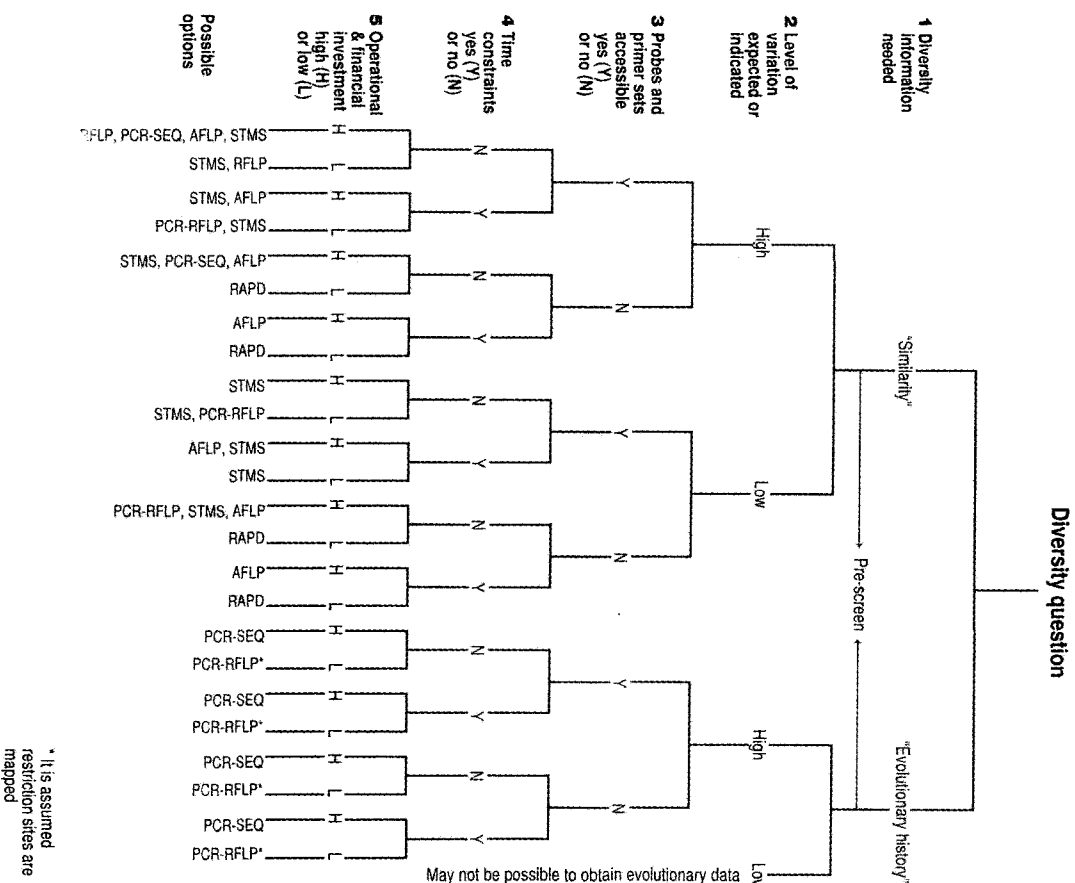 Diversity question
1 Diversity
information
needed
"Similarity"
"Evolutionary history"
Pre-screen
2 Level of
variation
expected or
indicated
High
Low
High
Low
May not be possible to obtain evolutionary data
3 Probes and
primer sets
accessible
yes (Y)
or no (N)
Y
N
Y
N
Y
N
4 Time
constraints
yes (Y)
or no (N)
N
Y
N
Y
N
Y
N
Y
N
Y
N
Y
5 Operational
& financial
investment
high (H)
or low (L)
H
L
H
L
H
L
H
L
H
L
H
L
H
L
H
L
H
L
H
L
H
L
H
L
Possible
options
RFLP, PCR-SEQ, AFLP, STMS
STMS, RFLP
STMS, AFLP
PCR-RFLP, STMS
STMS, PCR-SEQ, AFLP
RAPD
AFLP
RAPD
STMS
STMS, PCR-RFLP
AFLP, STMS
STMS
PCR-RFLP, STMS, AFLP
RAPD
AFLP
RAPD
PCR-SEQ
PCR-RFLP*
PCR-SEQ
PCR-RFLP*
PCR-SEQ
PCR-RFLP*
PCR-SEQ
PCR-RFLP*
* It is assumed
restriction sites are
mapped